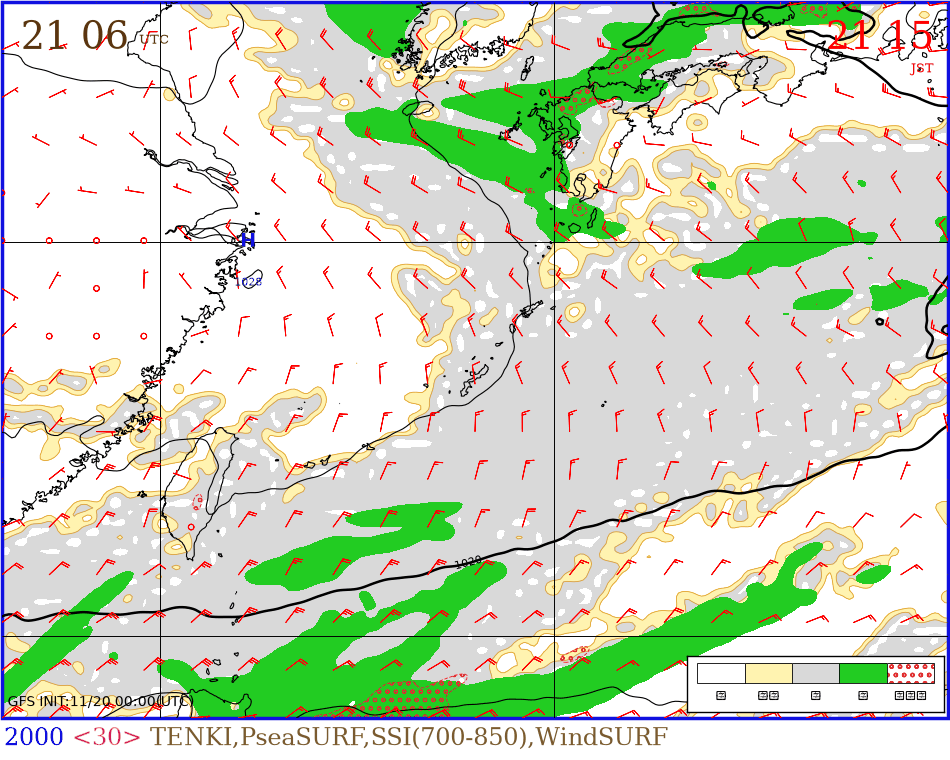 21 06 UTC
21 15 JST
H
1028
1020
GFS INIT:11/20 00:00(UTC)
2000 <30> TENKI,PseaSURF,SSI(700-850),WindSURF